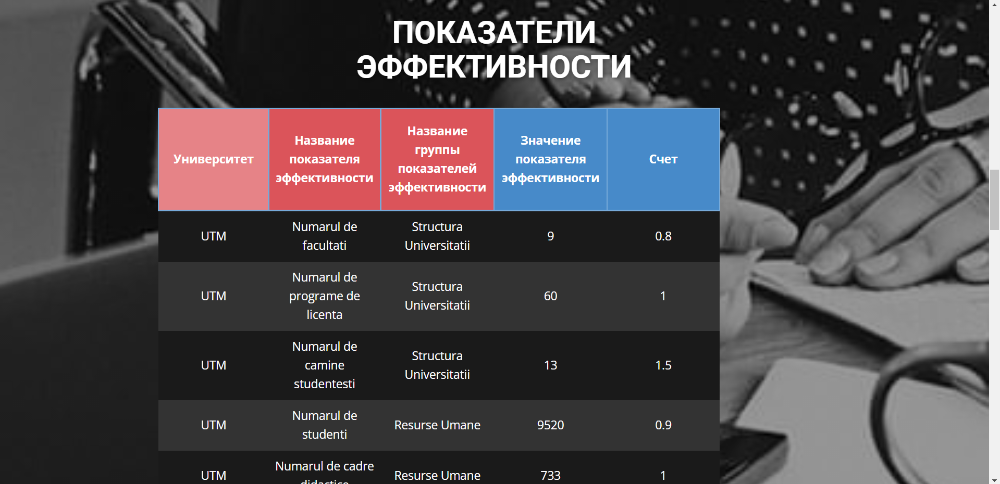 ПОКАЗАТЕЛИ
ЭФФЕКТИВНОСТИ
Университет
Название
показателя
эффективности
Название
группы
показателей
эффективности
Значение
показателя
эффективности
Счет
UTM
Numarul de
facultati
Structura
Universitatii
9
0.8
UTM
Numarul de
programe de
licenta
Structura
Universitatii
60
1
UTM
Numarul de
camine
studentesti
Structura
Universitatii
13
1.5
UTM
Numarul de
studenti
Resurse Umane
9520
0.9
UTM
Numarul de cadre
didactice
Resurse Umane
733
1